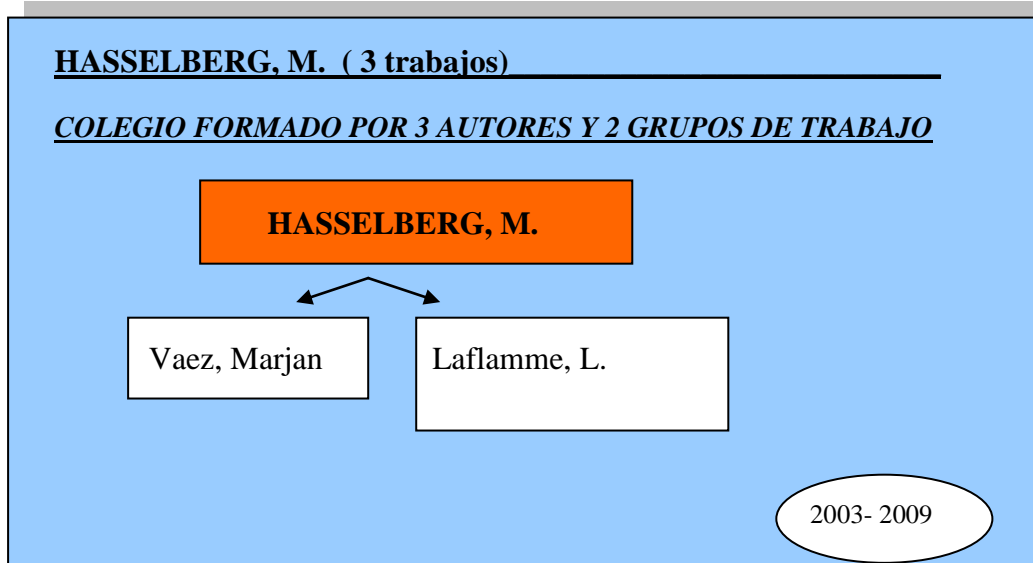 HASSELBERG, M. ( 3 trabajos)
COLEGIO FORMADO POR 3 AUTORES Y 2 GRUPOS DE TRABAJO
HASSELBERG, M.
Vaez, Marjan
Laflamme, L.
2003- 2009